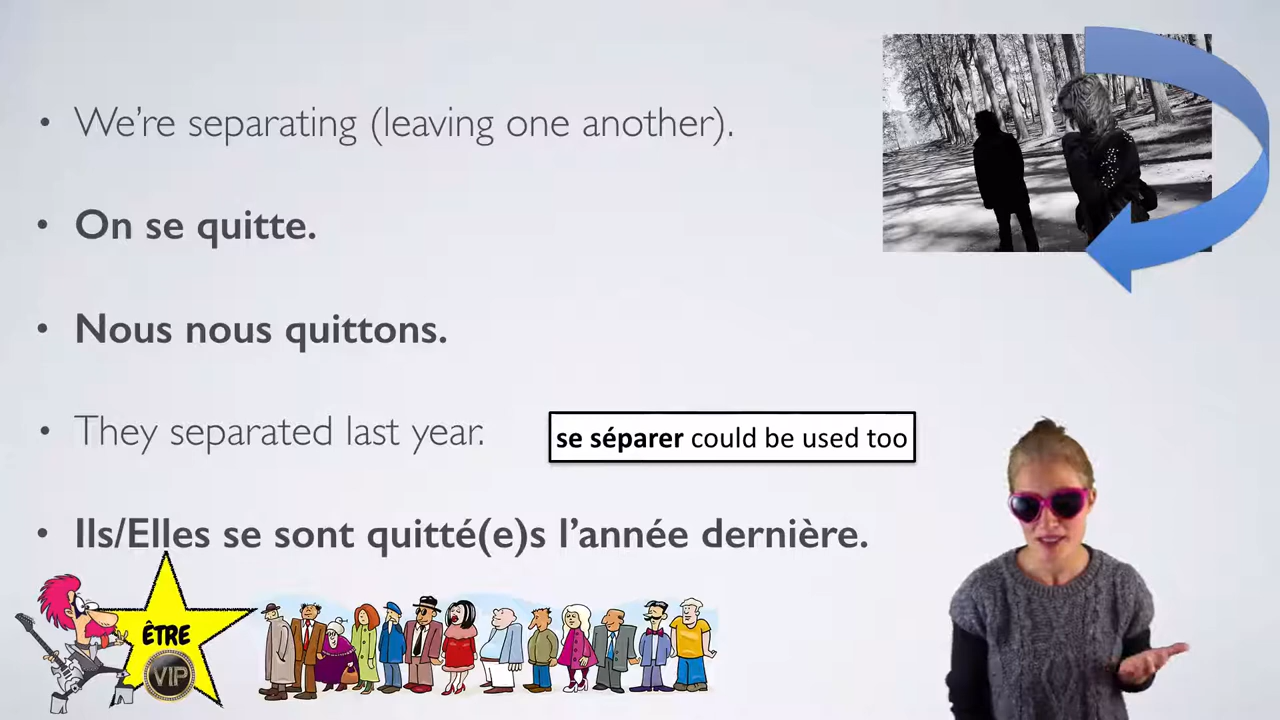 • We’re separating (leaving one another).
• On se quitte.
• Nous nous quittons.
• They separated last year.
se séparer could be used too
• Ils/Elles se sont quitté(e)s l’année dernière.
ÊTRE
VIP